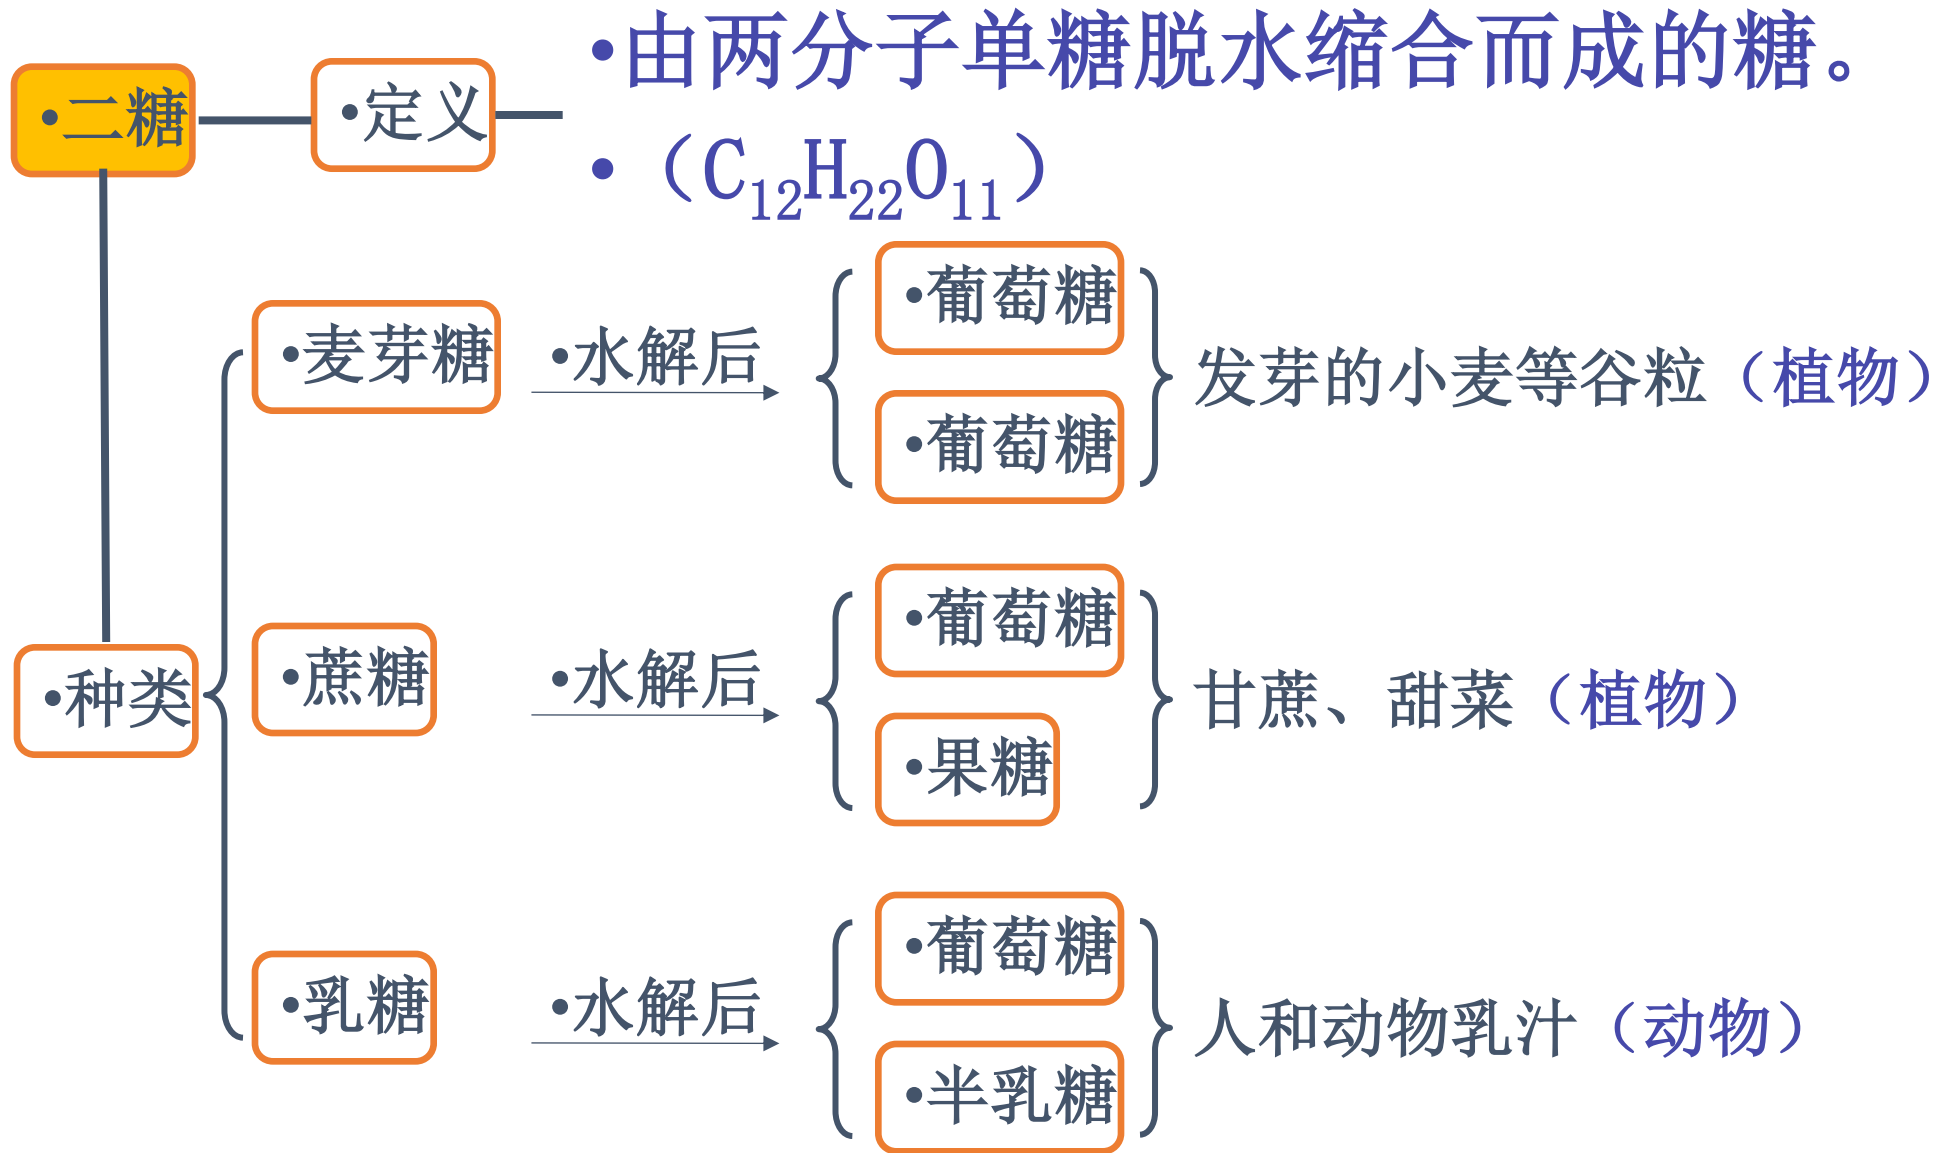 •由两分子单糖脱水缩合而成的糖。
•二糖
•定义
•（C₁₂H₂₂O₁₁）
•葡萄糖
•麦芽糖
•水解后
发芽的小麦等谷粒（植物）
•葡萄糖
•葡萄糖
•蔗糖
•水解后
甘蔗、甜菜（植物）
•种类
•果糖
•葡萄糖
•乳糖
•水解后
人和动物乳汁（动物）
•半乳糖